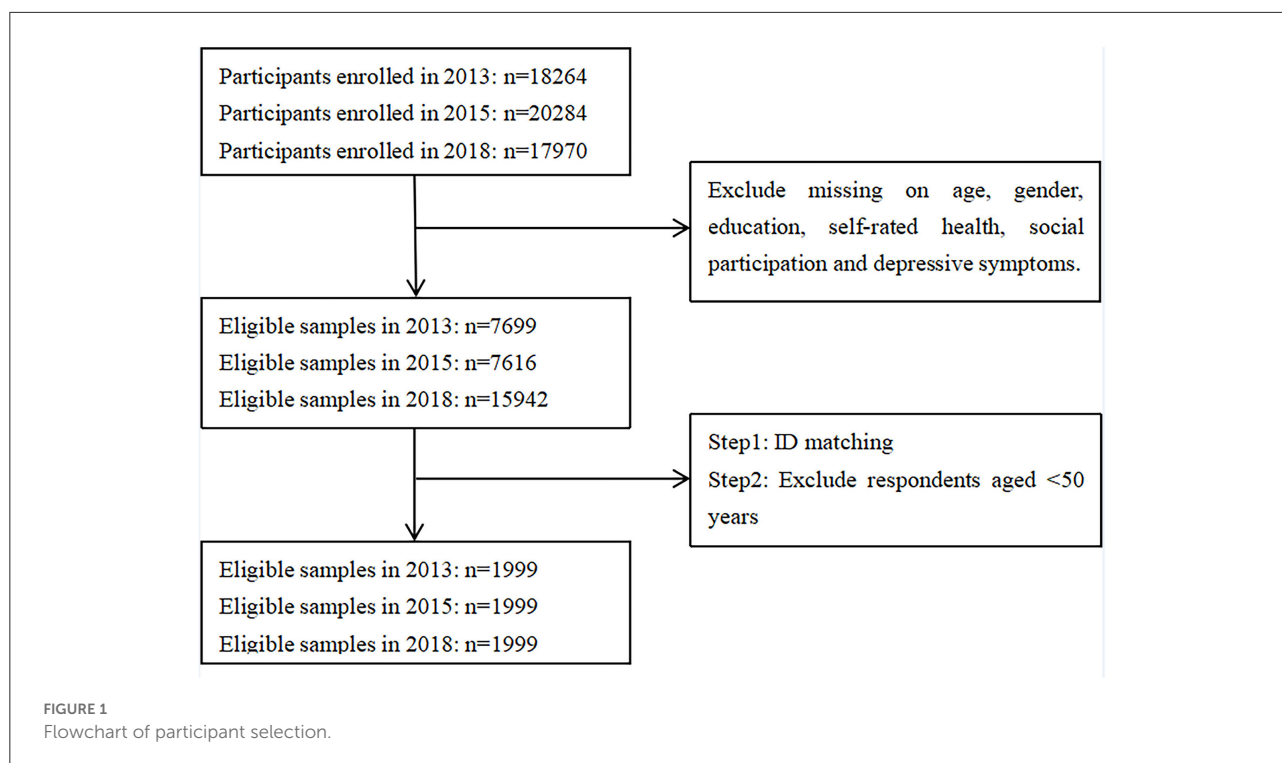 Participants enrolled in 2013: n=18264
Participants enrolled in 2015: n=20284
Participants enrolled in 2018: n=17970
Exclude missing on age, gender,
education, self-rated health, social
participation and depressive symptoms.
Eligible samples in 2013: n=7699
Eligible samples in 2015: n=7616
Eligible samples in 2018: n=15942
Step1: ID matching
Step2: Exclude respondents aged <50
years
Eligible samples in 2013: n=1999
Eligible samples in 2015: n=1999
Eligible samples in 2018: n=1999
FIGURE 1
Flowchart of participant selection.